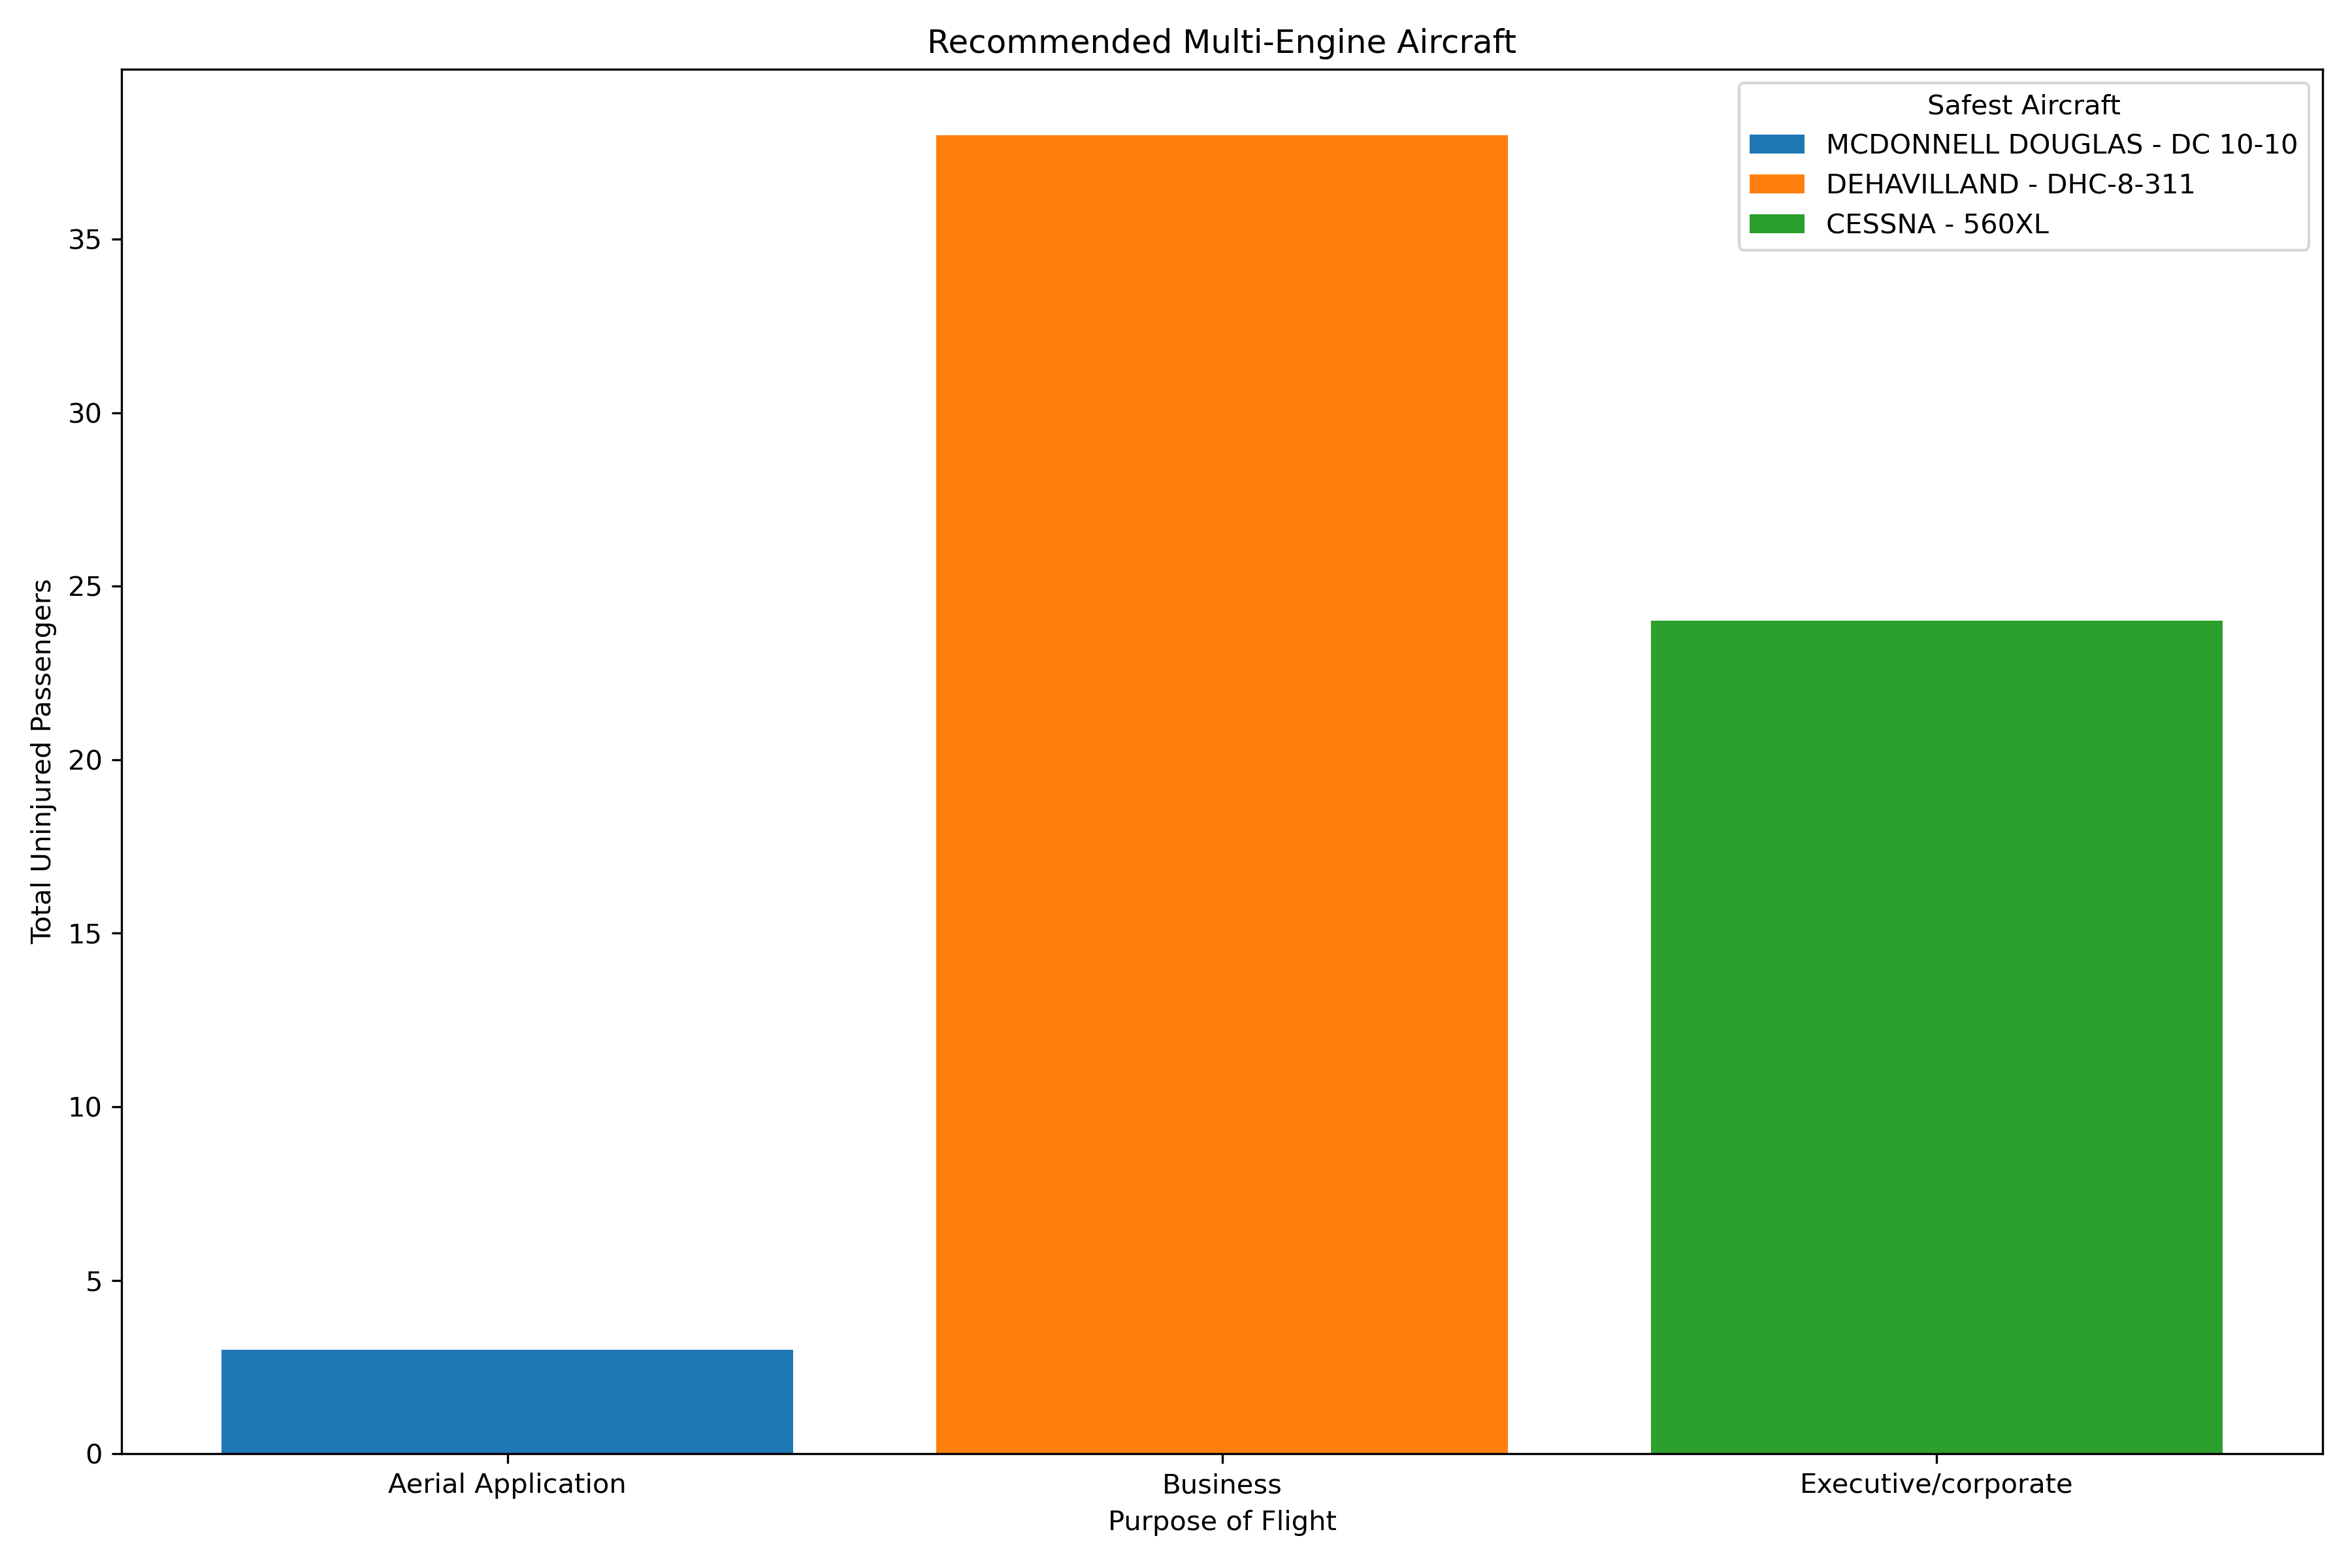 Recommended Multi-Engine Aircraft
Safest Aircraft
MCDONNELL DOUGLAS - DC 10-10
DEHAVILLAND - DHC-8-311
CESSNA - 560XL
Total Uninjured Passengers
35
30
25
20
15
10
5
0
Aerial Application
Business
Executive/corporate
Purpose of Flight